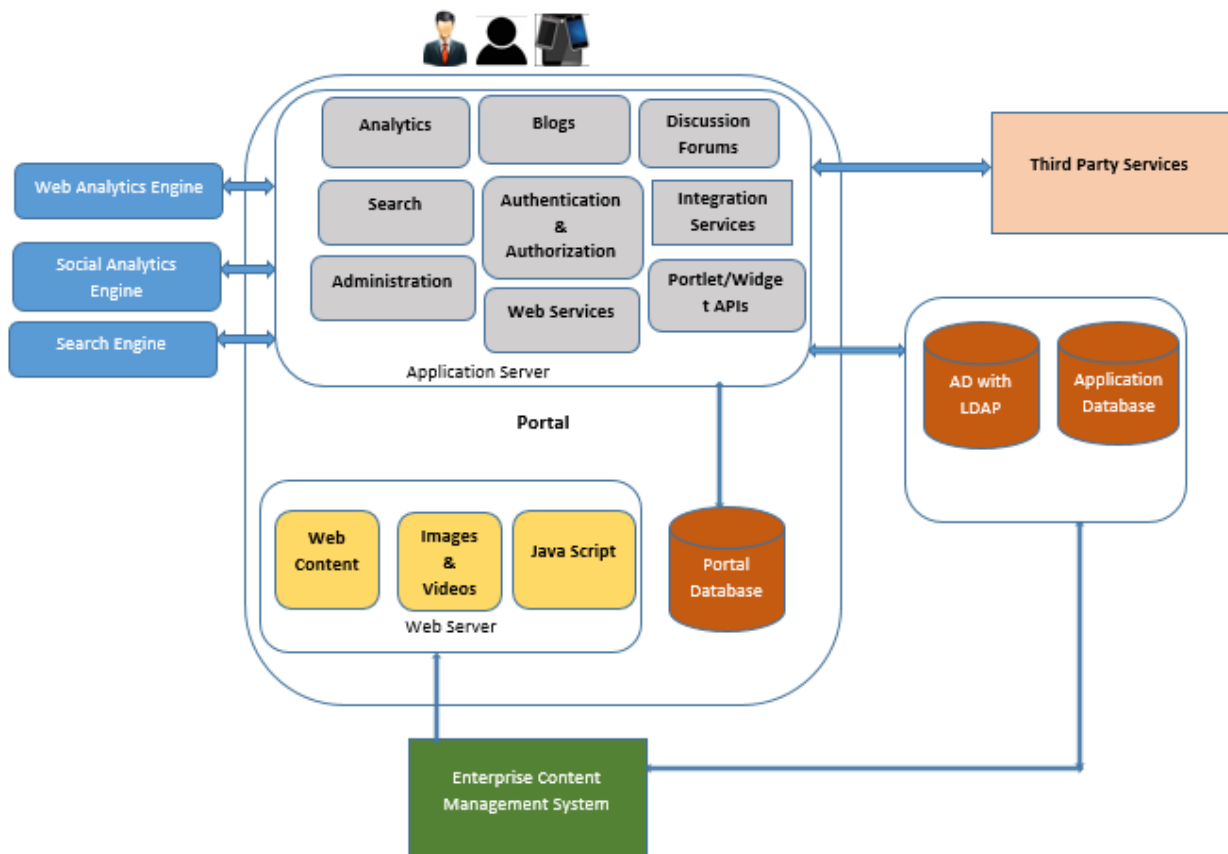 Analytics
Blogs
Discussion
Forums
Search
Authentication
&
Authorization
Integration
Services
Administration
Web Services
Portlet/Widge
t APIs
Application Server
Web Analytics Engine
Social Analytics
Engine
Search Engine
Third Party Services
AD with
LDAP
Application
Database
Portal
Web
Content
Images
&
Videos
Java Script
Web Server
Portal
Database
Enterprise Content
Management System